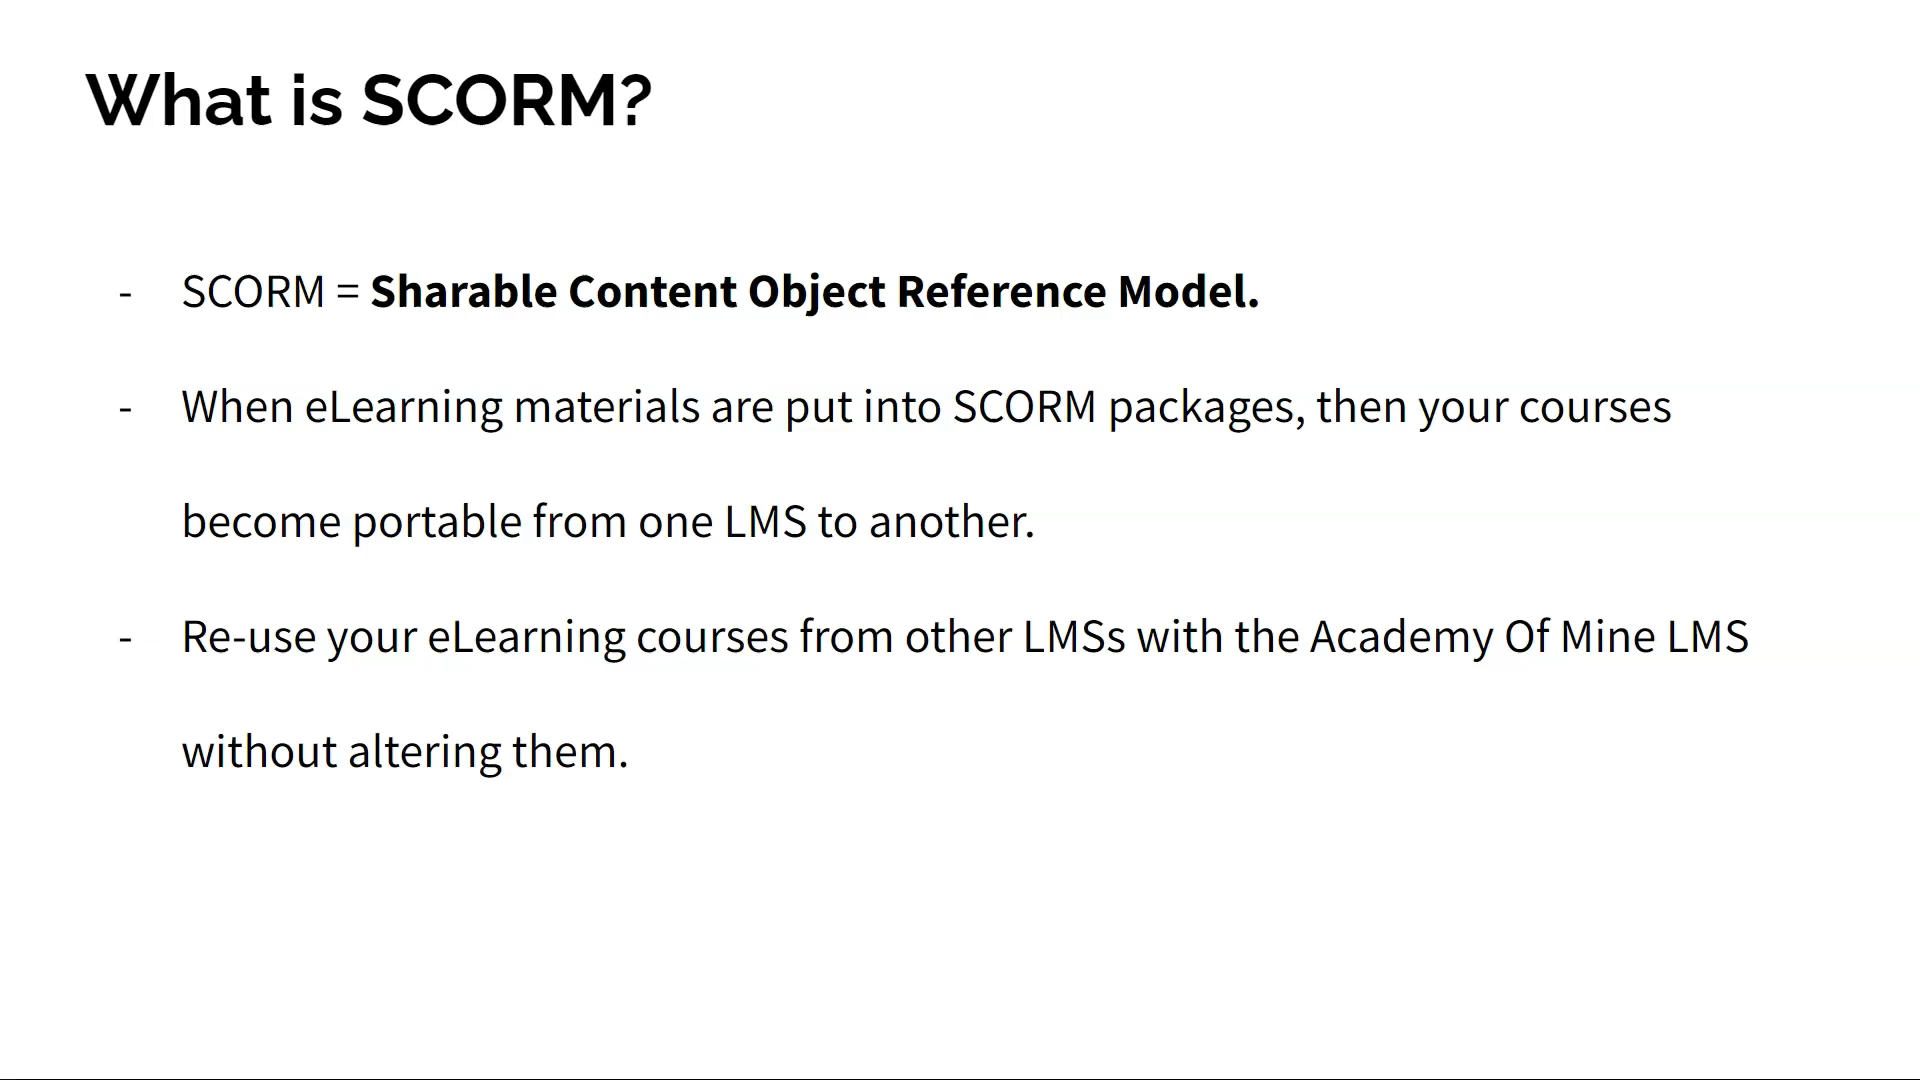 What is SCORM?
- SCORM = Sharable Content Object Reference Model.
- When eLearning materials are put into SCORM packages, then your courses
become portable from one LMS to another.
- Re-use your eLearning courses from other LMSs with the Academy Of Mine LMS
without altering them.